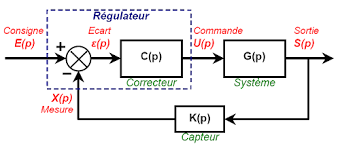 Régulateur
Consigne
E(p)
+
−
Ecart
ε(p)
C(p)
Correcteur
Commande
U(p)
G(p)
Système
Sortie
S(p)
X(p)
Mesure
K(p)
Capteur